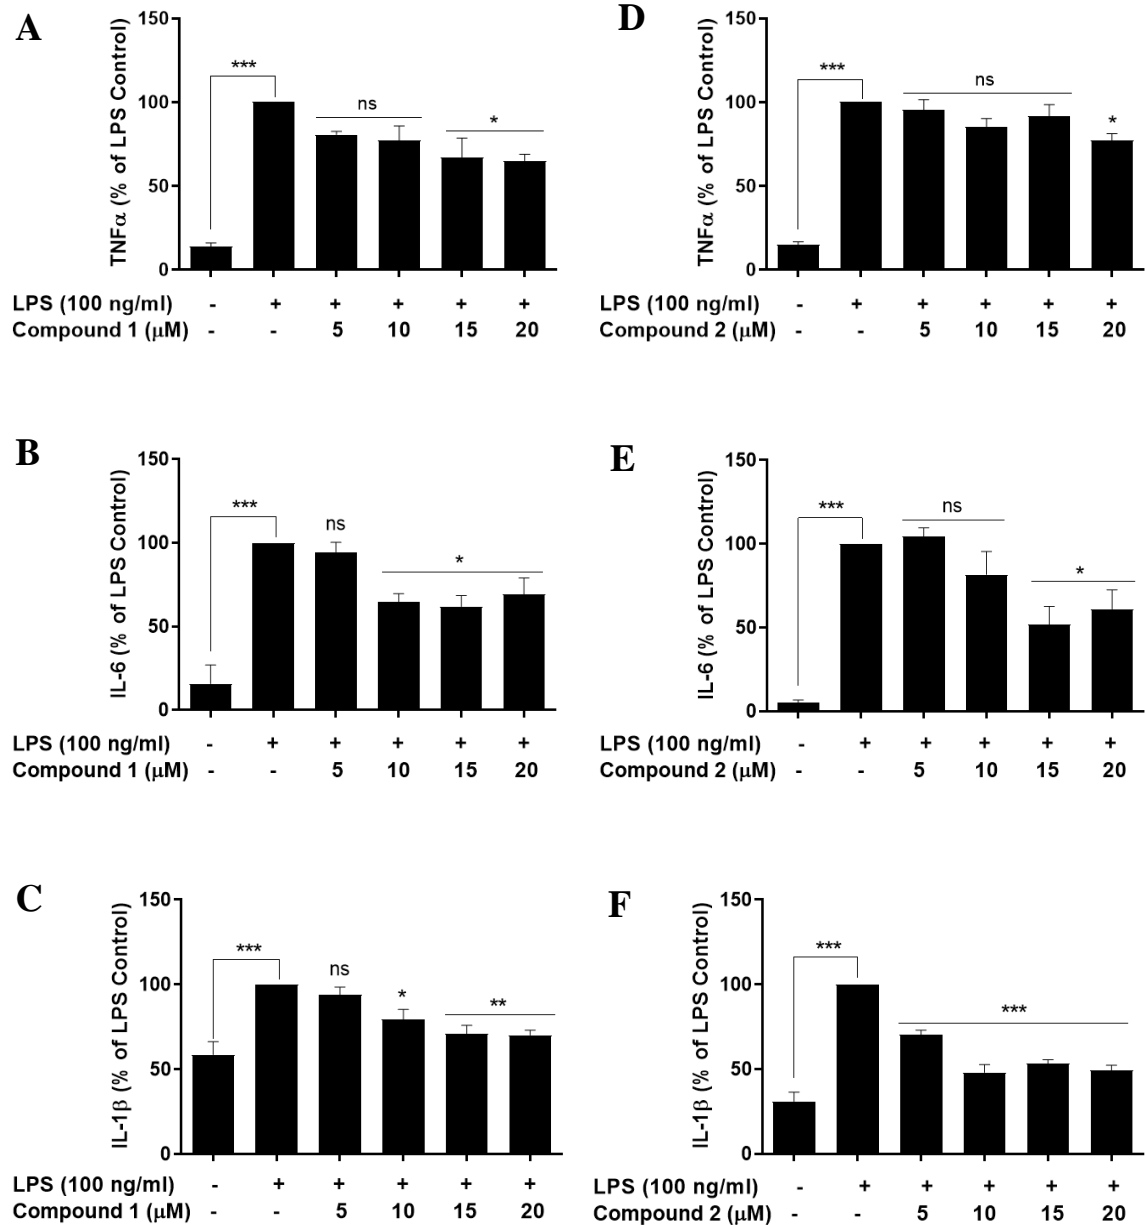 A
TNFα (% of LPS Control)
150
100
50
0
***
ns
*
LPS (100 ng/ml) - + + + + +
Compound 1 (μM) - - 5 10 15 20
D
TNFα (% of LPS Control)
150
100
50
0
***
ns
*
LPS (100 ng/ml) - + + + + +
Compound 2 (μM) - - 5 10 15 20
B
IL-6 (% of LPS Control)
150
100
50
0
***
ns
*
LPS (100 ng/ml) - + + + + +
Compound 1 (μM) - - 5 10 15 20
E
IL-6 (% of LPS Control)
150
100
50
0
***
ns
*
LPS (100 ng/ml) - + + + + +
Compound 2 (μM) - - 5 10 15 20
C
IL-1β (% of LPS Control)
150
100
50
0
***
ns
*
**
LPS (100 ng/ml) - + + + + +
Compound 1 (μM) - - 5 10 15 20
F
IL-1β (% of LPS Control)
150
100
50
0
***
***
LPS (100 ng/ml) - + + + + +
Compound 2 (μM) - - 5 10 15 20